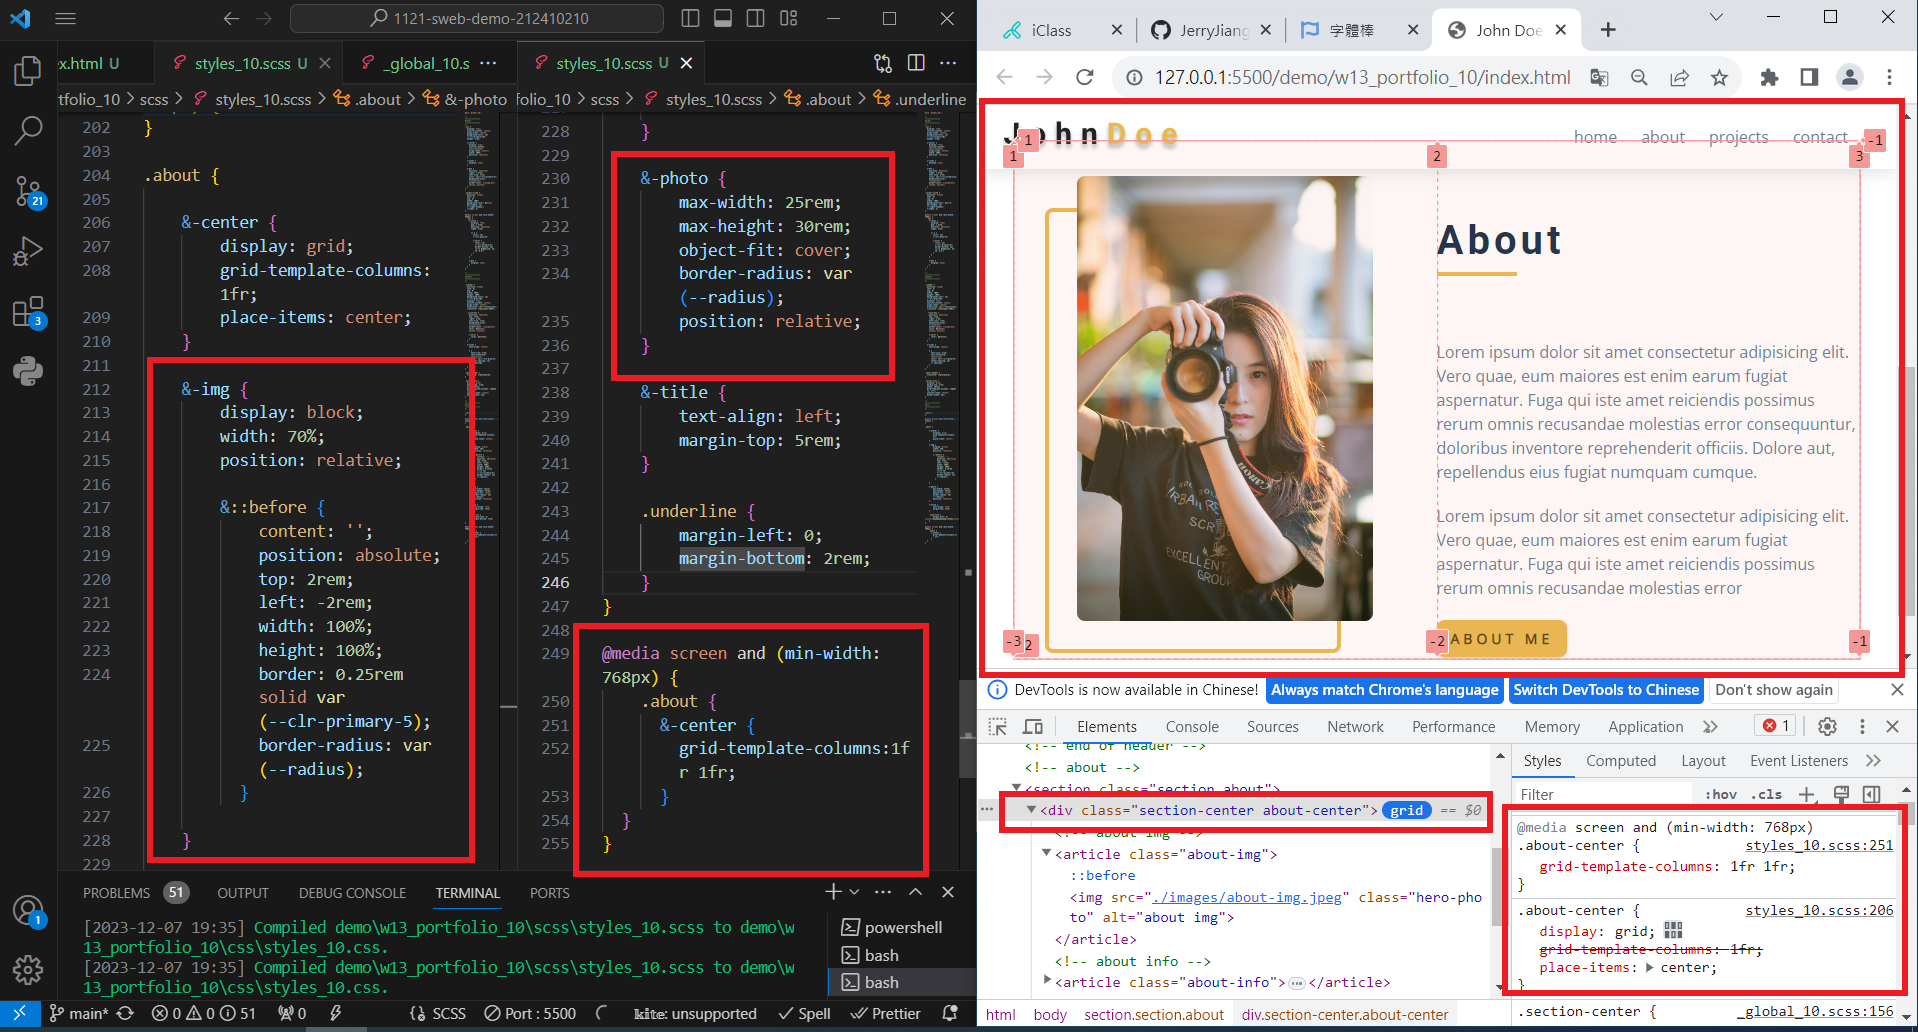 1121-sweb-demo-212410210
x.html U
styles_10.scss U
_global_10.s
styles_10.scss U
tfolio_10 > scss > styles_10.scss > .about > &-photo
folio_10 > scss > styles_10.scss > .about > .underline
202 }
203
204 .about {
205
206 &-center {
207 display: grid;
208 grid-template-columns:
1fr;
209 place-items: center;
210 }
211
212 &-img {
213 display: block;
214 width: 70%;
215 position: relative;
216
217 &::before {
218 content: '';
219 position: absolute;
220 top: 2rem;
221 left: -2rem;
222 width: 100%;
223 height: 100%;
224 border: 0.25rem
solid var
(--clr-primary-5);
225 border-radius: var
(--radius);
226 }
227
228 }
229
228 }
229
230 &-photo {
231 max-width: 25rem;
232 max-height: 30rem;
233 object-fit: cover;
234 border-radius: var
(--radius);
235 position: relative;
236 }
237
238 &-title {
239 text-align: left;
240 margin-top: 5rem;
241 }
242
243 .underline {
244 margin-left: 0;
245 margin-bottom: 2rem;
246 }
247 }
248
249 @media screen and (min-width:
768px) {
250 .about {
251 &-center {
252 grid-template-columns:1f
r 1fr;
253 }
254 }
255 }
PROBLEMS 51 OUTPUT DEBUG CONSOLE TERMINAL PORTS
[2023-12-07 19:35] Compiled demo\w13_portfolio_10\scss\styles_10.scss to demo\w
13_portfolio_10\css\styles_10.css.
[2023-12-07 19:35] Compiled demo\w13_portfolio_10\scss\styles_10.scss to demo\w
13_portfolio_10\css\styles_10.css.
powershell
bash
bash
21
3
1
main* 0 0 51 0 SCSS Port : 5500 kite: unsupported Spell Prettier
iClass
JerryJiang
字體棒
John Doe
127.0.0.1:5500/demo/w13_portfolio_10/index.html
John Doe
home about projects contact
1 1 2 3 -1
About
Lorem ipsum dolor sit amet consectetur adipisicing elit.
Vero quae, eum maiores est enim earum fugiat
aspernatur. Fuga qui iste amet reiciendis possimus
rerum omnis recusandae molestias error consequuntur,
doloribus inventore reprehenderit officiis. Dolore aut,
repellendus eius fugiat numquam cumque.
Lorem ipsum dolor sit amet consectetur adipisicing elit.
Vero quae, eum maiores est enim earum fugiat
aspernatur. Fuga qui iste amet reiciendis possimus
rerum omnis recusandae molestias error
ABOUT ME
-3 2 -2 -1
Canon
EXCELLENT
GROUP
DevTools is now available in Chinese! Always match Chrome's language Switch DevTools to Chinese Don't show again
Elements Console Sources Network Performance Memory Application 1
<!-- end of header -->
<!-- about -->
<section class="section about">
<div class="section-center about-center"> grid == $0
<!-- about img -->
<article class="about-img">
::before
<img src="./images/about-img.jpeg" class="hero-pho
to" alt="about img">
</article>
<!-- about info -->
<article class="about-info"> </article>
html body section.section.about div.section-center.about-center
Styles Computed Layout Event Listeners
Filter :hov .cls
@media screen and (min-width: 768px)
.about-center { styles_10.scss:251
grid-template-columns: 1fr 1fr;
}
.about-center { styles_10.scss:206
display: grid;
grid-template-columns: 1fr;
place-items: center;
}
.section-center { _global_10.scss:156